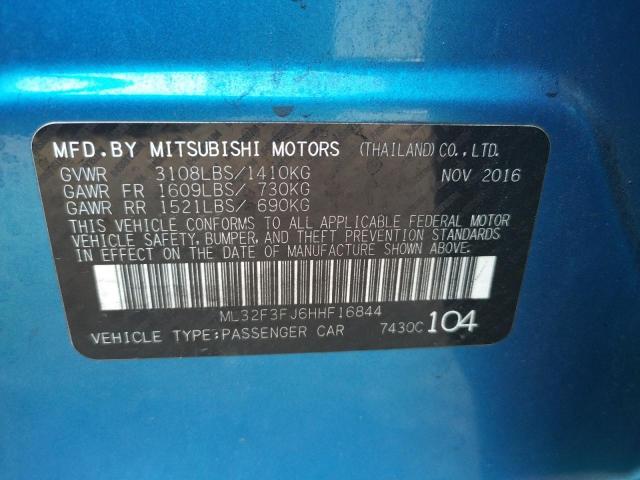 MFD.BY MITSUBISHI MOTORS (THAILAND)CO.,LTD.
GVWR 3108LBS/1410KG NOV 2016
GAWR FR 1609LBS/ 730KG
GAWR RR 1521LBS/ 690KG
THIS VEHICLE CONFORMS TO ALL APPLICABLE FEDERAL MOTOR
VEHICLE SAFETY, BUMPER, AND THEFT PREVENTION STANDARDS
IN EFFECT ON THE DATE OF MANUFACTURE SHOWN ABOVE.
ML32F3FJ6HHF16844
VEHICLE TYPE:PASSENGER CAR 7430C 104